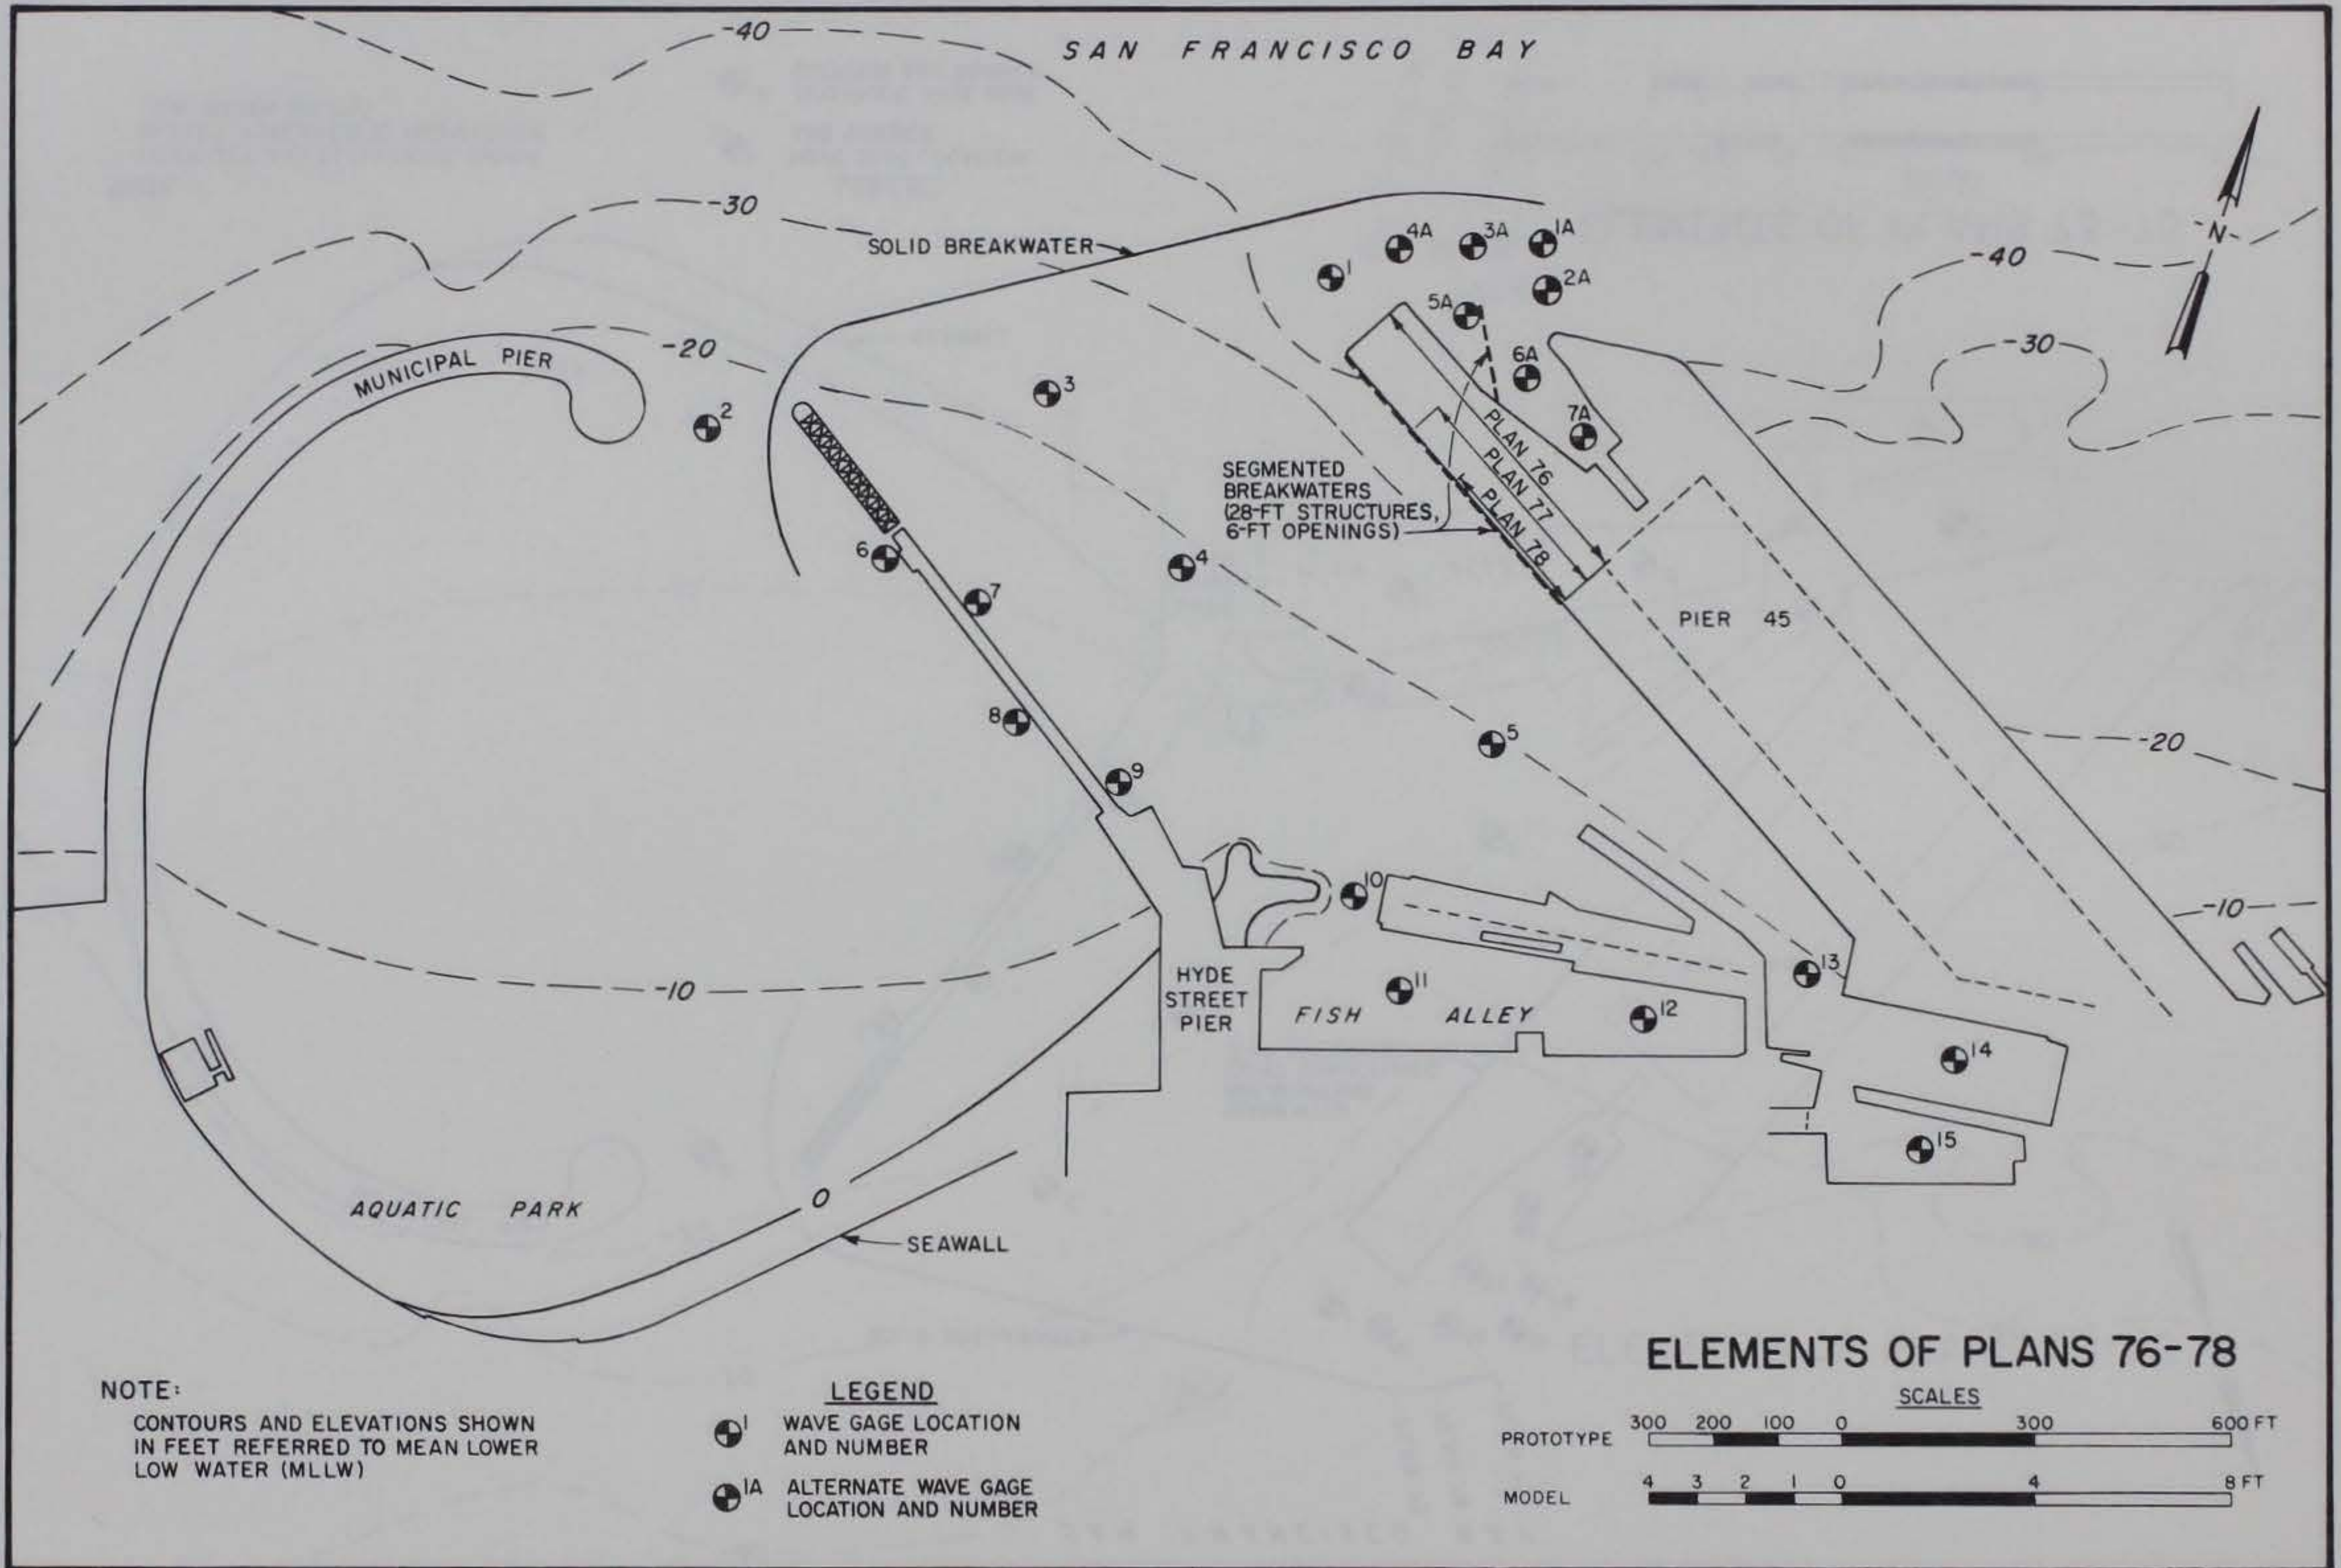 SAN FRANCISCO BAY
-40
-30
SOLID BREAKWATER
4A
3A
1A
1
2A
5A
-N-
-40
-30
-20
MUNICIPAL PIER
2
3
6A
7A
PLAN 76
PLAN 77
PLAN 78
SEGMENTED
BREAKWATERS
(28-FT STRUCTURES,
6-FT OPENINGS)
6
7
4
PIER 45
8
5
-20
9
10
-10
-10
HYDE
STREET
PIER
11
FISH ALLEY
12
13
14
15
AQUATIC PARK
0
SEAWALL
NOTE:
CONTOURS AND ELEVATIONS SHOWN
IN FEET REFERRED TO MEAN LOWER
LOW WATER (MLLW)
LEGEND
1 WAVE GAGE LOCATION
AND NUMBER
1A ALTERNATE WAVE GAGE
LOCATION AND NUMBER
ELEMENTS OF PLANS 76-78
SCALES
300 200 100 0 300 600 FT
PROTOTYPE
4 3 2 1 0 4 8 FT
MODEL